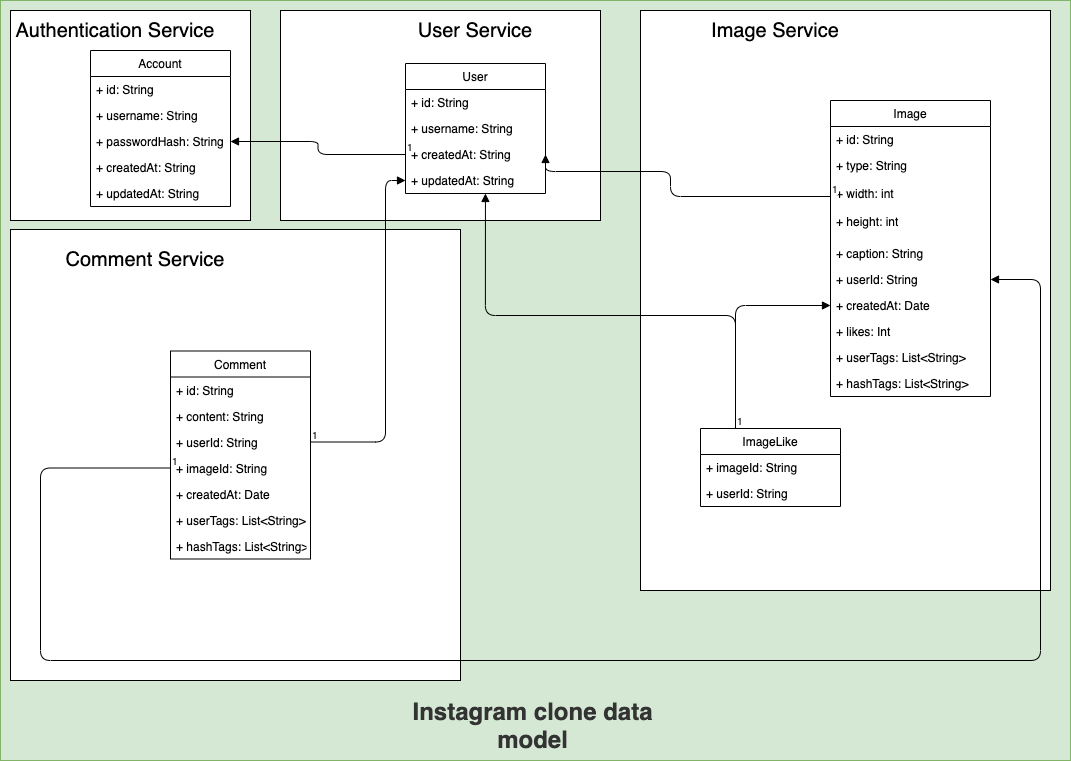 Authentication Service
Account
+ id: String
+ username: String
+ passwordHash: String
+ createdAt: String
+ updatedAt: String
User Service
User
+ id: String
+ username: String
1
+ createdAt: String
+ updatedAt: String
Image Service
Image
+ id: String
+ type: String
1
+ width: int
+ height: int
+ caption: String
+ userId: String
+ createdAt: Date
+ likes: Int
+ userTags: List<String>
+ hashTags: List<String>
1
ImageLike
+ imageId: String
+ userId: String
Comment Service
Comment
+ id: String
+ content: String
+ userId: String
1
1
+ imageId: String
+ createdAt: Date
+ userTags: List<String>
+ hashTags: List<String>
Instagram clone data
model